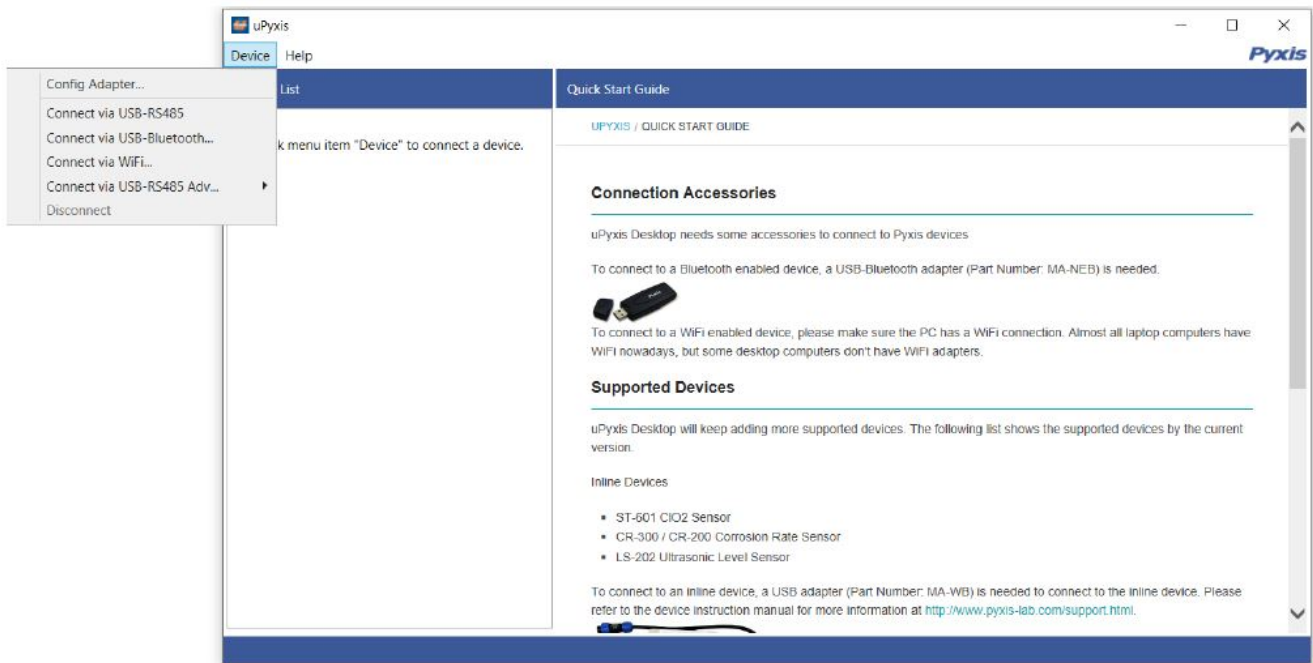 uPyxis
Device Help
Pyxis
Config Adapter...
Connect via USB-RS485
Connect via USB-Bluetooth...
Connect via WiFi...
Connect via USB-RS485 Adv...
Disconnect
List
k menu item "Device" to connect a device.
Quick Start Guide
UPYXIS / QUICK START GUIDE
Connection Accessories
uPyxis Desktop needs some accessories to connect to Pyxis devices
To connect to a Bluetooth enabled device, a USB-Bluetooth adapter (Part Number: MA-NEB) is needed.
To connect to a WiFi enabled device, please make sure the PC has a WiFi connection. Almost all laptop computers have
WiFi nowadays, but some desktop computers don't have WiFi adapters.
Supported Devices
uPyxis Desktop will keep adding more supported devices. The following list shows the supported devices by the current
version.
Inline Devices
ST-601 ClO2 Sensor
CR-300 / CR-200 Corrosion Rate Sensor
LS-202 Ultrasonic Level Sensor
To connect to an inline device, a USB adapter (Part Number: MA-WB) is needed to connect to the inline device. Please
refer to the device instruction manual for more information at http://www.pyxis-lab.com/support.html.